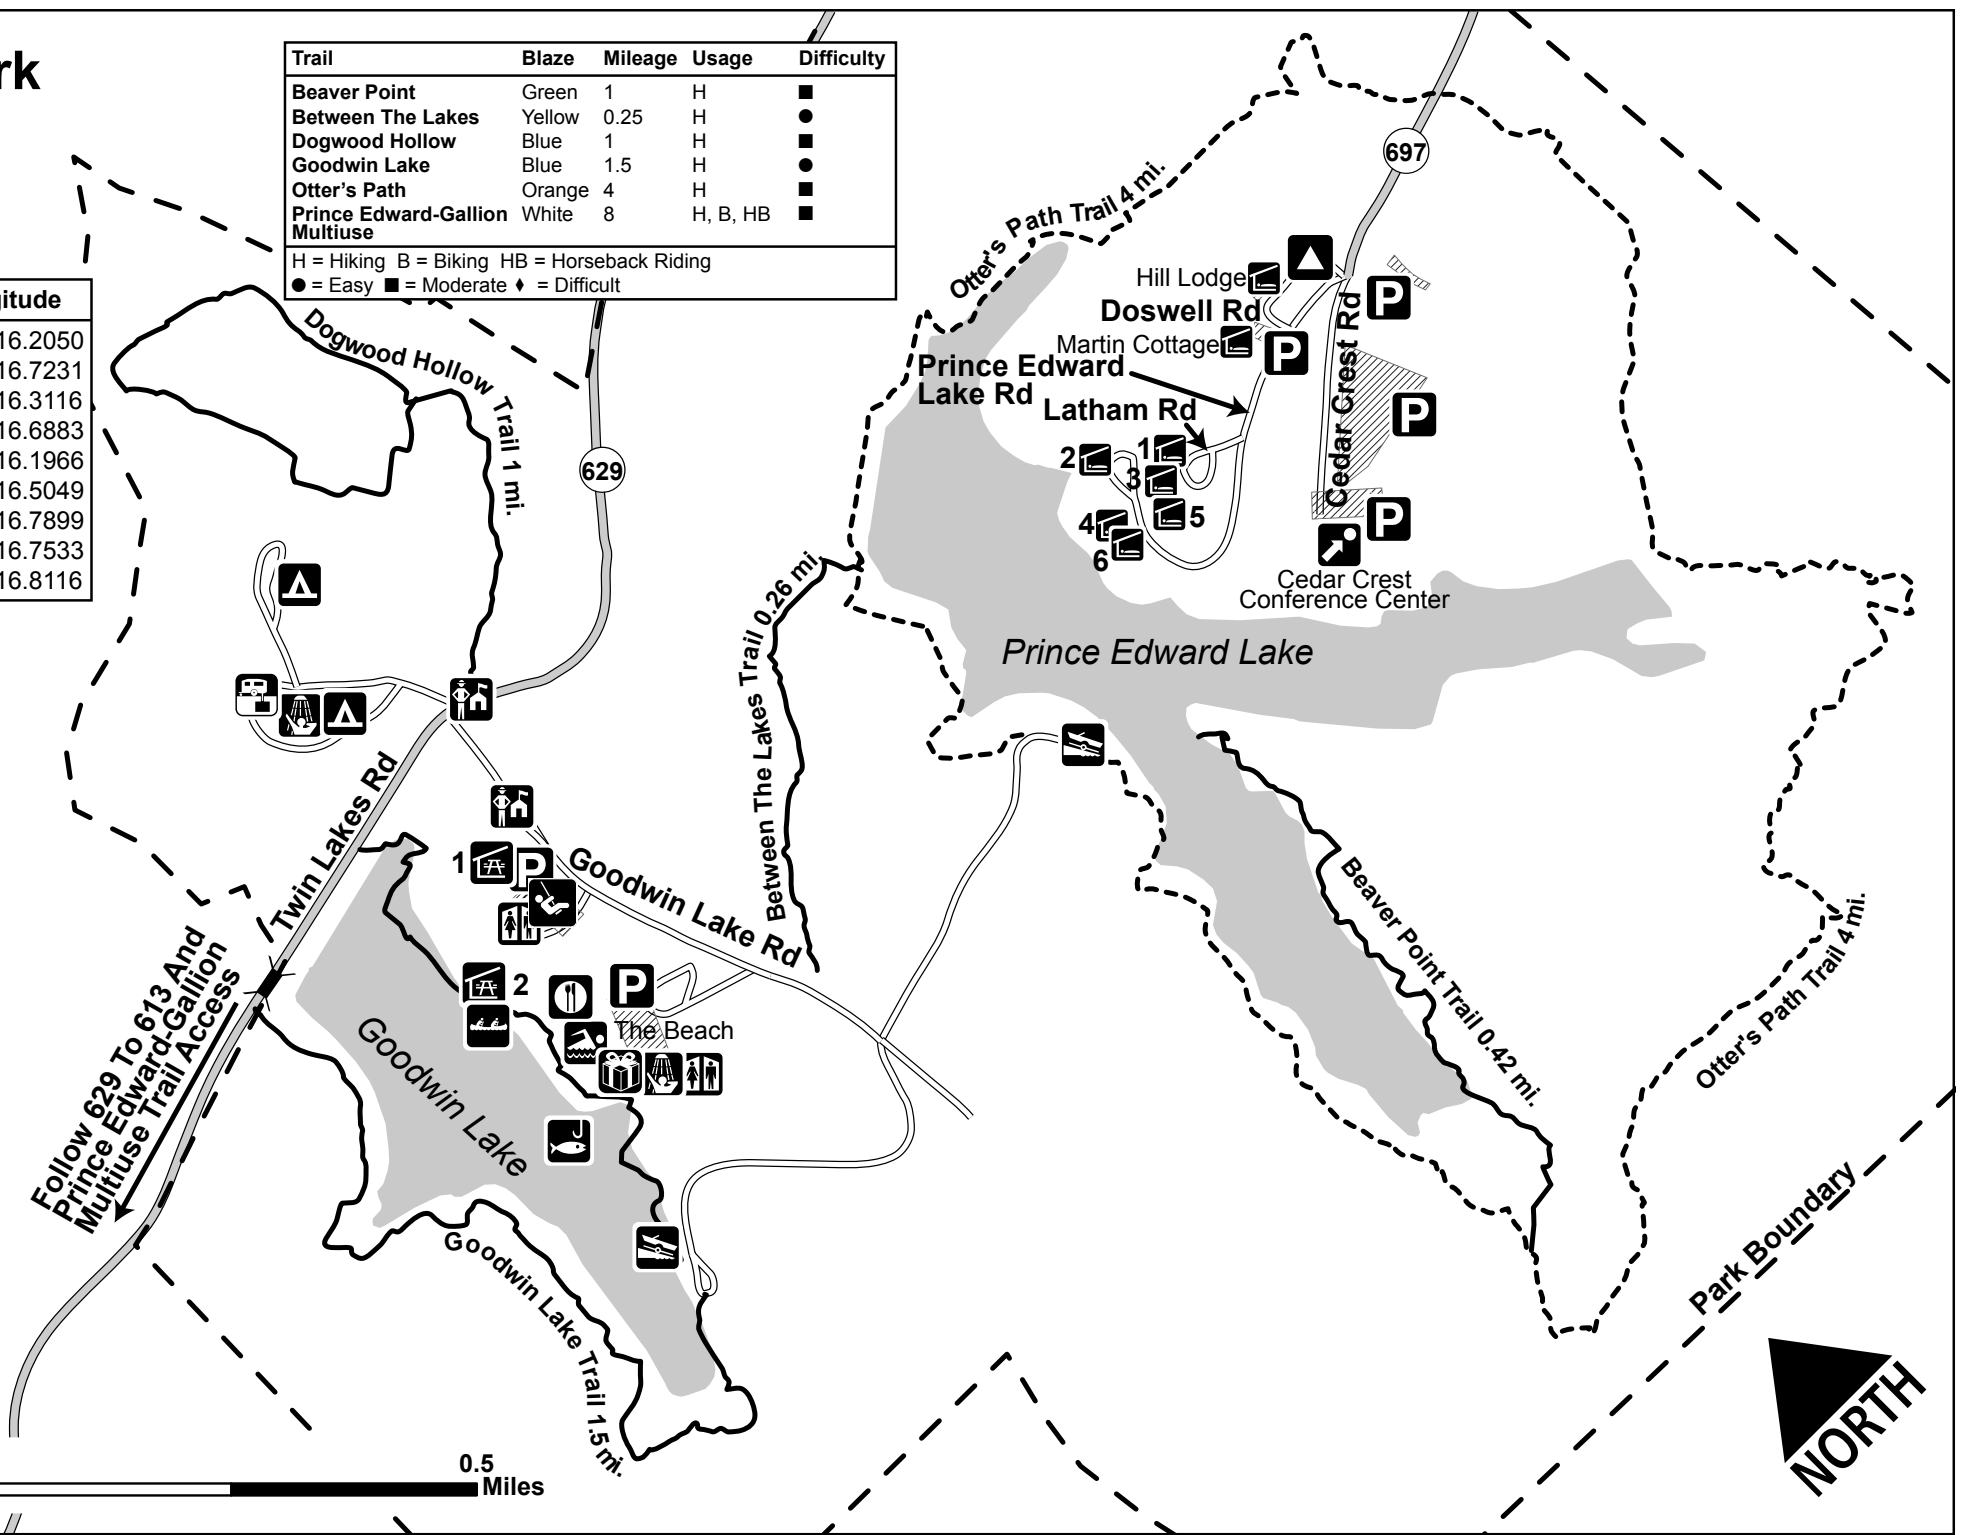 rk
Trail Blaze Mileage Usage Difficulty
Beaver Point Green 1 H ■
Between The Lakes Yellow 0.25 H ●
Dogwood Hollow Blue 1 H ■
Goodwin Lake Blue 1.5 H ●
Otter's Path Orange 4 H ■
Prince Edward-Gallion White 8 H, B, HB ■
Multiuse
H = Hiking B = Biking HB = Horseback Riding
● = Easy ■ = Moderate ♦ = Difficult
gitude
16.2050
16.7231
16.3116
16.6883
16.1966
16.5049
16.7899
16.7533
16.8116
697
Otter's Path Trail 4 mi.
Hill Lodge
Doswell Rd
Martin Cottage
P
P
P
P
Prince Edward
Lake Rd
Latham Rd
Cedar Crest Rd
1
2
3
4
5
6
Cedar Crest
Conference Center
Dogwood Hollow Trail 1 mi.
629
Prince Edward Lake
Between The Lakes Trail 0.26 mi.
Twin Lakes Rd
1
P
Goodwin Lake Rd
2
P
The Beach
Goodwin Lake
Beaver Point Trail 0.42 mi.
Otter's Path Trail 4 mi.
Follow 629 To 613 And
Prince Edward-Gallion
Multiuse Trail Access
Goodwin Lake Trail 1.5 mi.
Park Boundary
NORTH
0.5
Miles